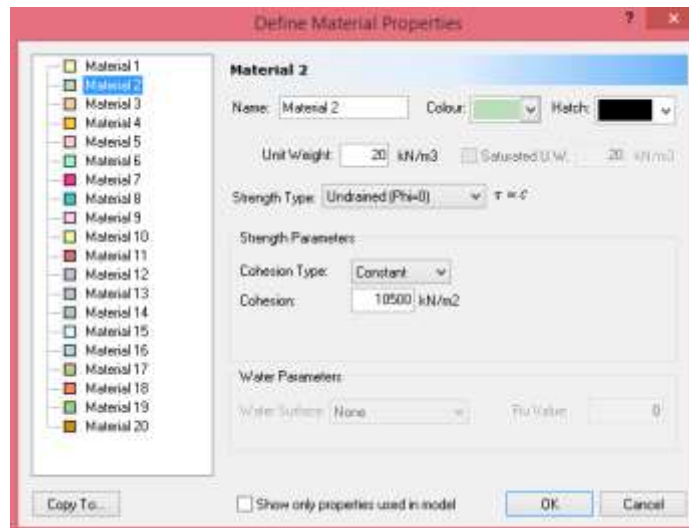 Define Material Properties
? ×
Material 1
Material 2
Material 3
Material 4
Material 5
Material 6
Material 7
Material 8
Material 9
Material 10
Material 11
Material 12
Material 13
Material 14
Material 15
Material 16
Material 17
Material 18
Material 19
Material 20
Material 2
Name: Material 2 Colour: Hatch:
Unit Weight: 20 kN/m3 Saturated U.W. 20 kN/m3
Strength Type: Undrained (Phi=0) τ = c
Strength Parameters
Cohesion Type: Constant
Cohesion: 10500 kN/m2
Water Parameters
Water Surface: None Ru Value: 0
Copy To... Show only properties used in model OK Cancel